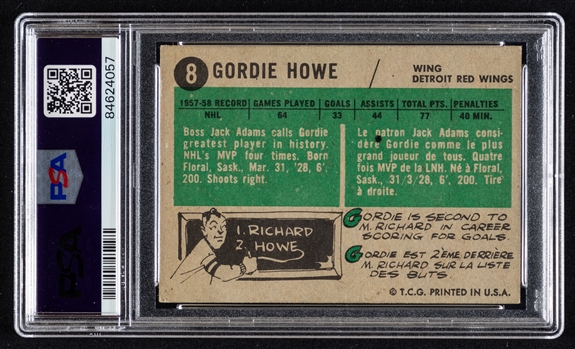 PSA
PSA
84624057
8 GORDIE HOWE / WING
DETROIT RED WINGS
1957-58 RECORD GAMES PLAYED GOALS ASSISTS TOTAL PTS. PENALTIES
NHL 64 33 44 77 40 MIN.
Boss Jack Adams calls Gordie
greatest player in history.
NHL's MVP four times. Born
Floral, Sask., Mar. 31, '28, 6'.
200. Shoots right.
Le patron Jack Adams consi-
dère Gordie comme le plus
grand joueur de tous. Quatre
fois MVP de la LNH. Né à Floral,
Sask., 31/3/28, 6'. 200. Tire
à droite.
1. RICHARD
2. HOWE
GORDIE IS SECOND TO
M. RICHARD IN CAREER
SCORING FOR GOALS.
GORDIE EST 2ÈME DERRIÈRE
M. RICHARD SUR LA LISTE
DES BUTS.
© T.C.G. PRINTED IN U.S.A.